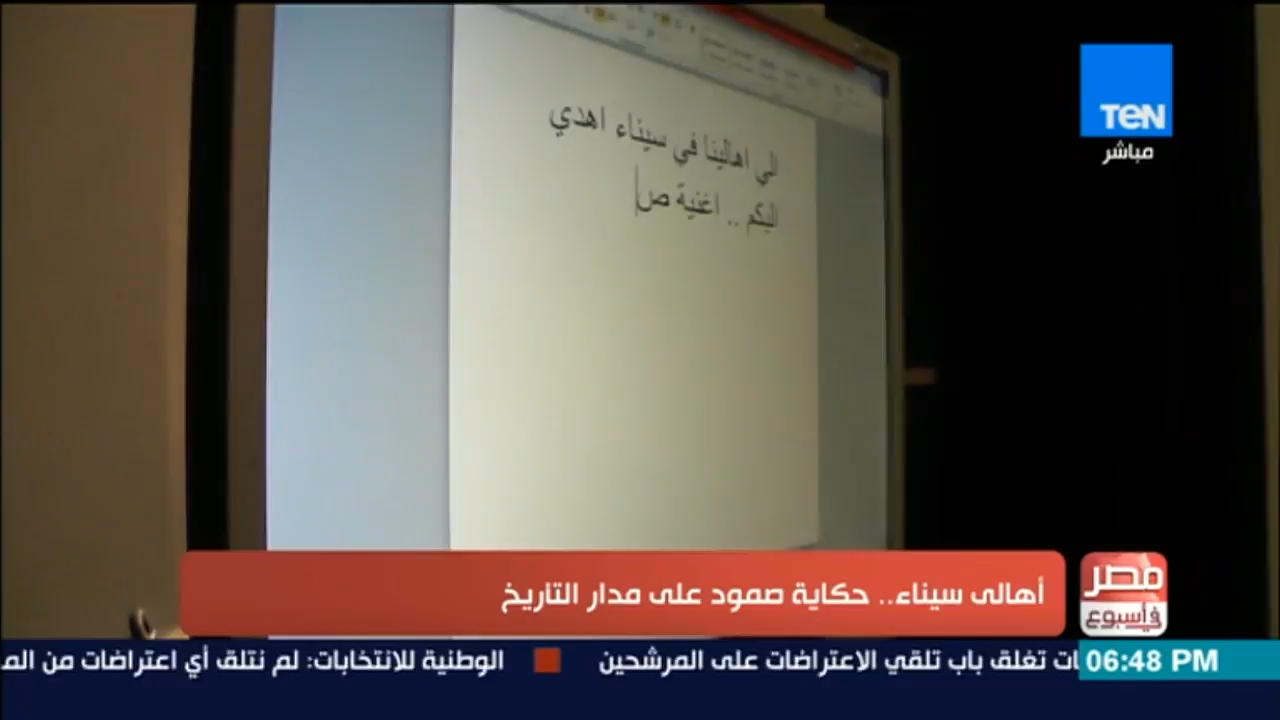 TEN
مباشر
الي اهالينا في سيناء اهدي
اليكم .. اغنية ص
أهالى سيناء.. حكاية صمود على مدار التاريخ
مصر
في أسبوع
ات تغلق باب تلقي الاعتراضات على المرشحين
الوطنية للانتخابات: لم نتلق أي اعتراضات من الم
06:48 PM